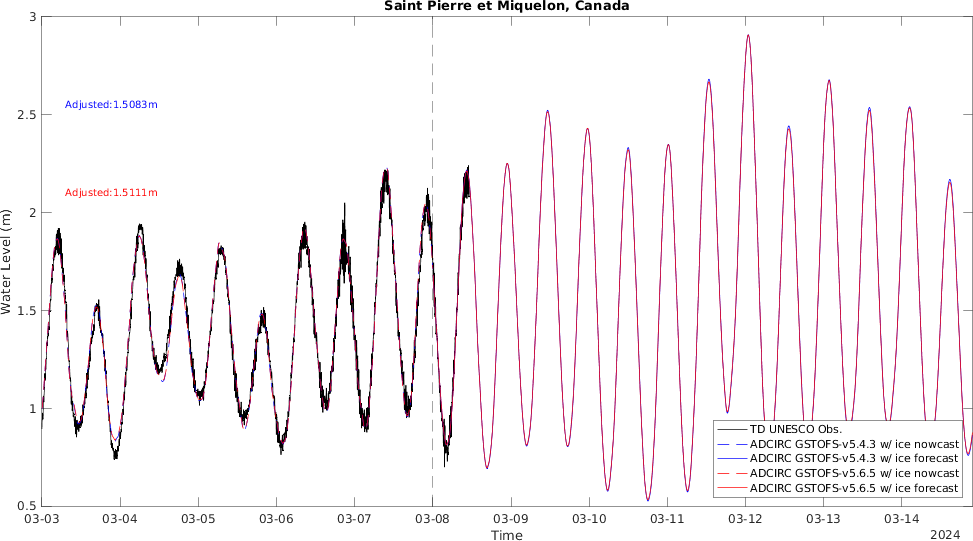 Saint Pierre et Miquelon, Canada
3
2.5
2
1.5
1
0.5
Water Level (m)
Adjusted:1.5083m
Adjusted:1.5111m
TD UNESCO Obs.
ADCIRC GSTOFS-v5.4.3 w/ ice nowcast
ADCIRC GSTOFS-v5.4.3 w/ ice forecast
ADCIRC GSTOFS-v5.6.5 w/ ice nowcast
ADCIRC GSTOFS-v5.6.5 w/ ice forecast
03-03 03-04 03-05 03-06 03-07 03-08 03-09 03-10 03-11 03-12 03-13 03-14
Time
2024